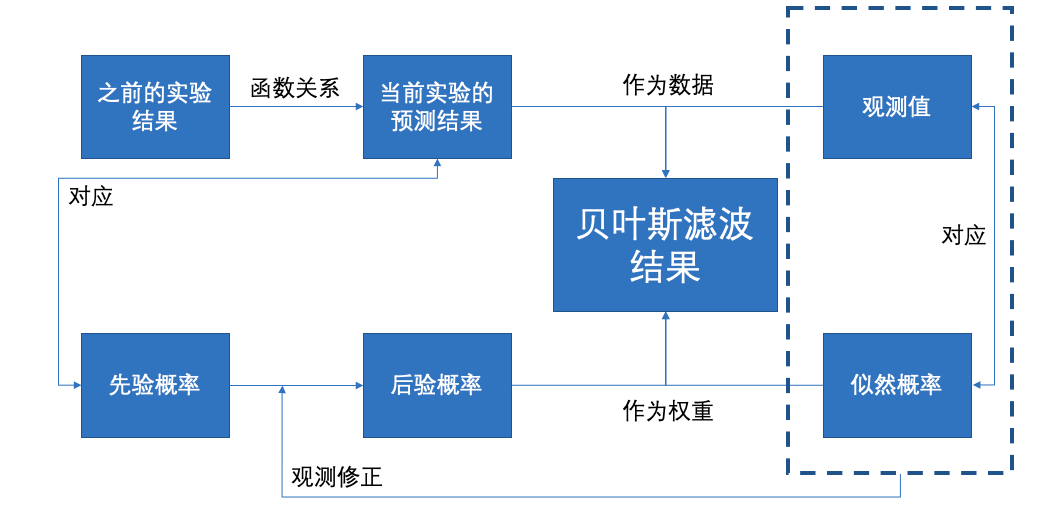 之前的实验
结果
函数关系
当前实验的
预测结果
作为数据
观测值
对应
贝叶斯滤波
结果
对应
先验概率
后验概率
作为权重
似然概率
观测修正